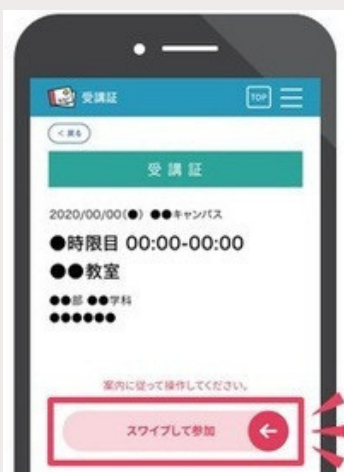 受講証
TOP
<戻る
受講証
2020/00/00(●) ●●キャンパス
●時限目 00:00-00:00
●●教室
●●部 ●●学科
●●●●●●
案内に従って操作してください。
スワイプして参加